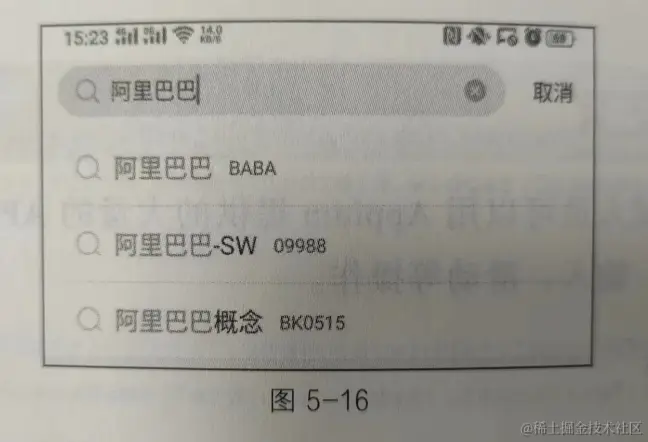 15:23 14.0 KB/S 68
阿里巴巴 取消
阿里巴巴 BABA
阿里巴巴-SW 09988
阿里巴巴概念 BK0515
图 5-16
@稀土掘金技术社区